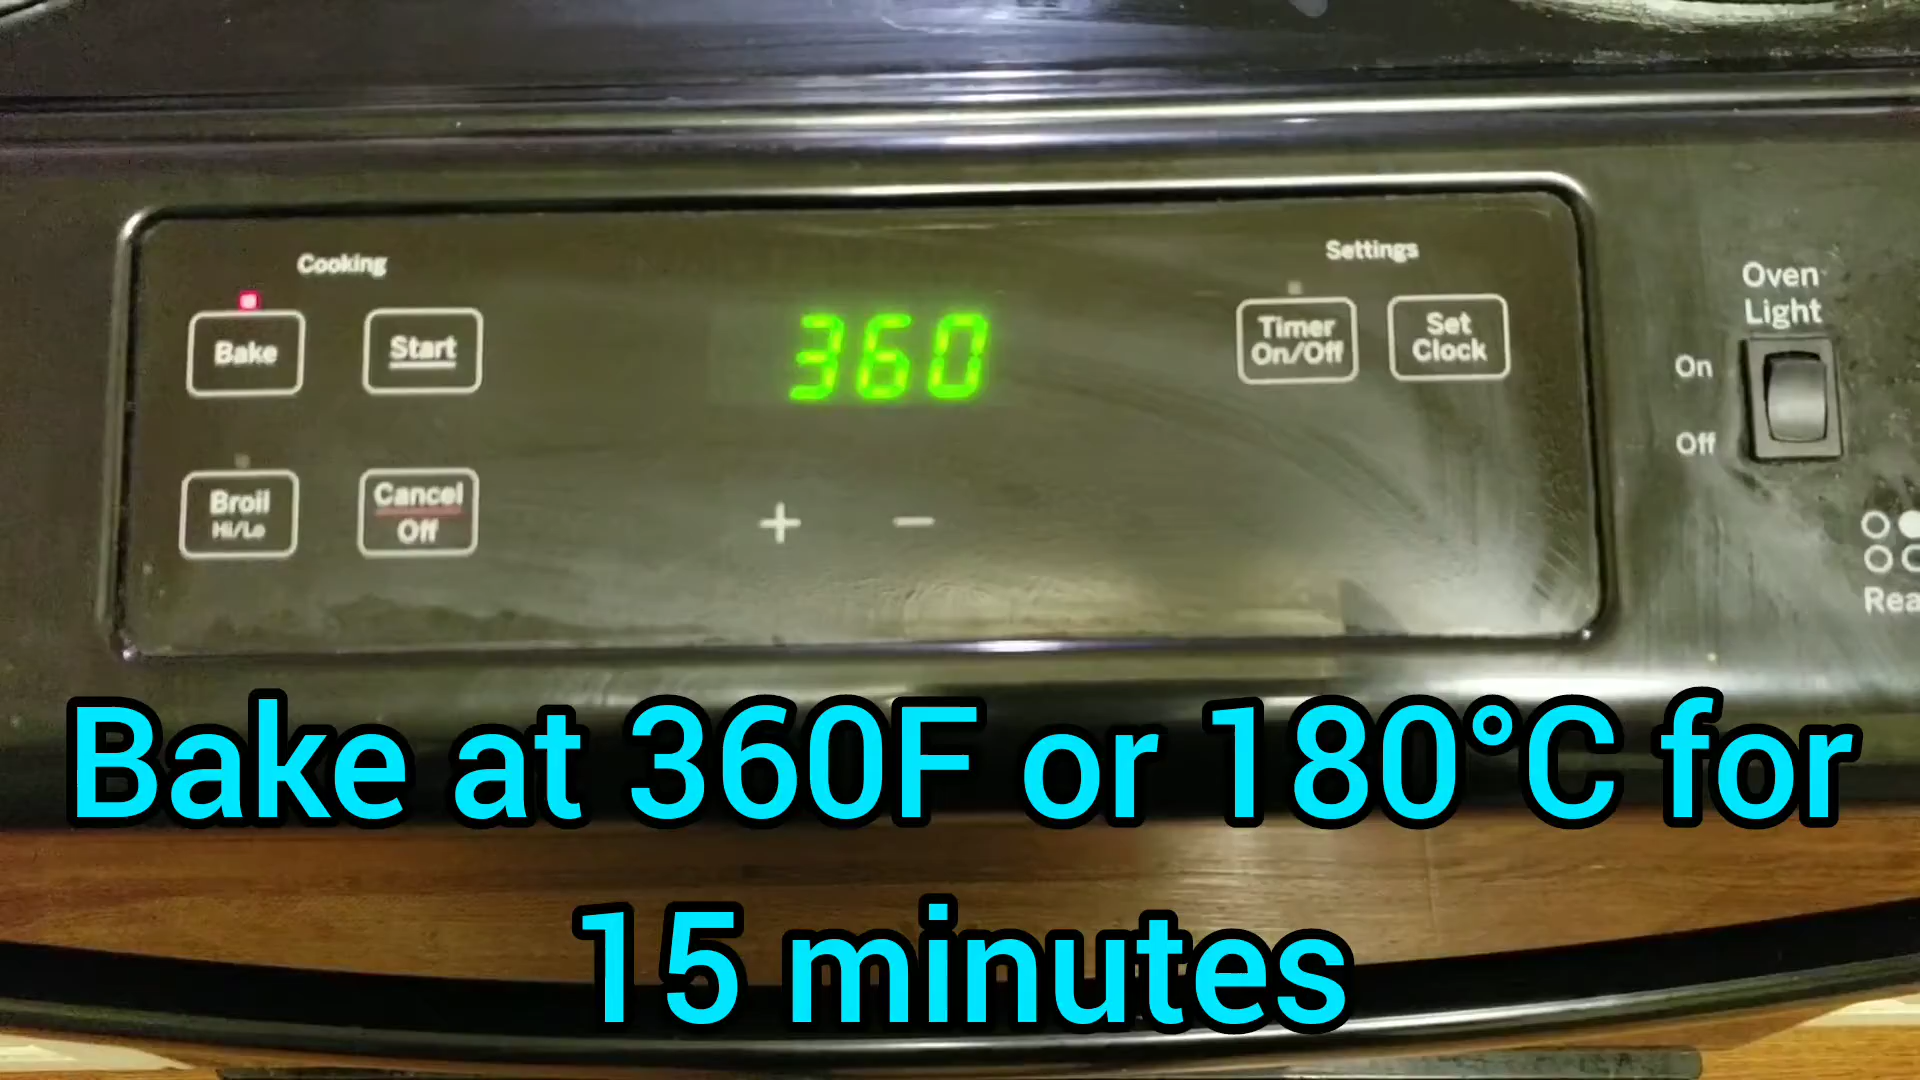 Cooking
Settings
Bake
Start
360
Timer
On/Off
Set
Clock
Oven
Light
On
Off
Broil
Hi/Lo
Cancel
Off
+
−
Bake at 360F or 180°C for
15 minutes